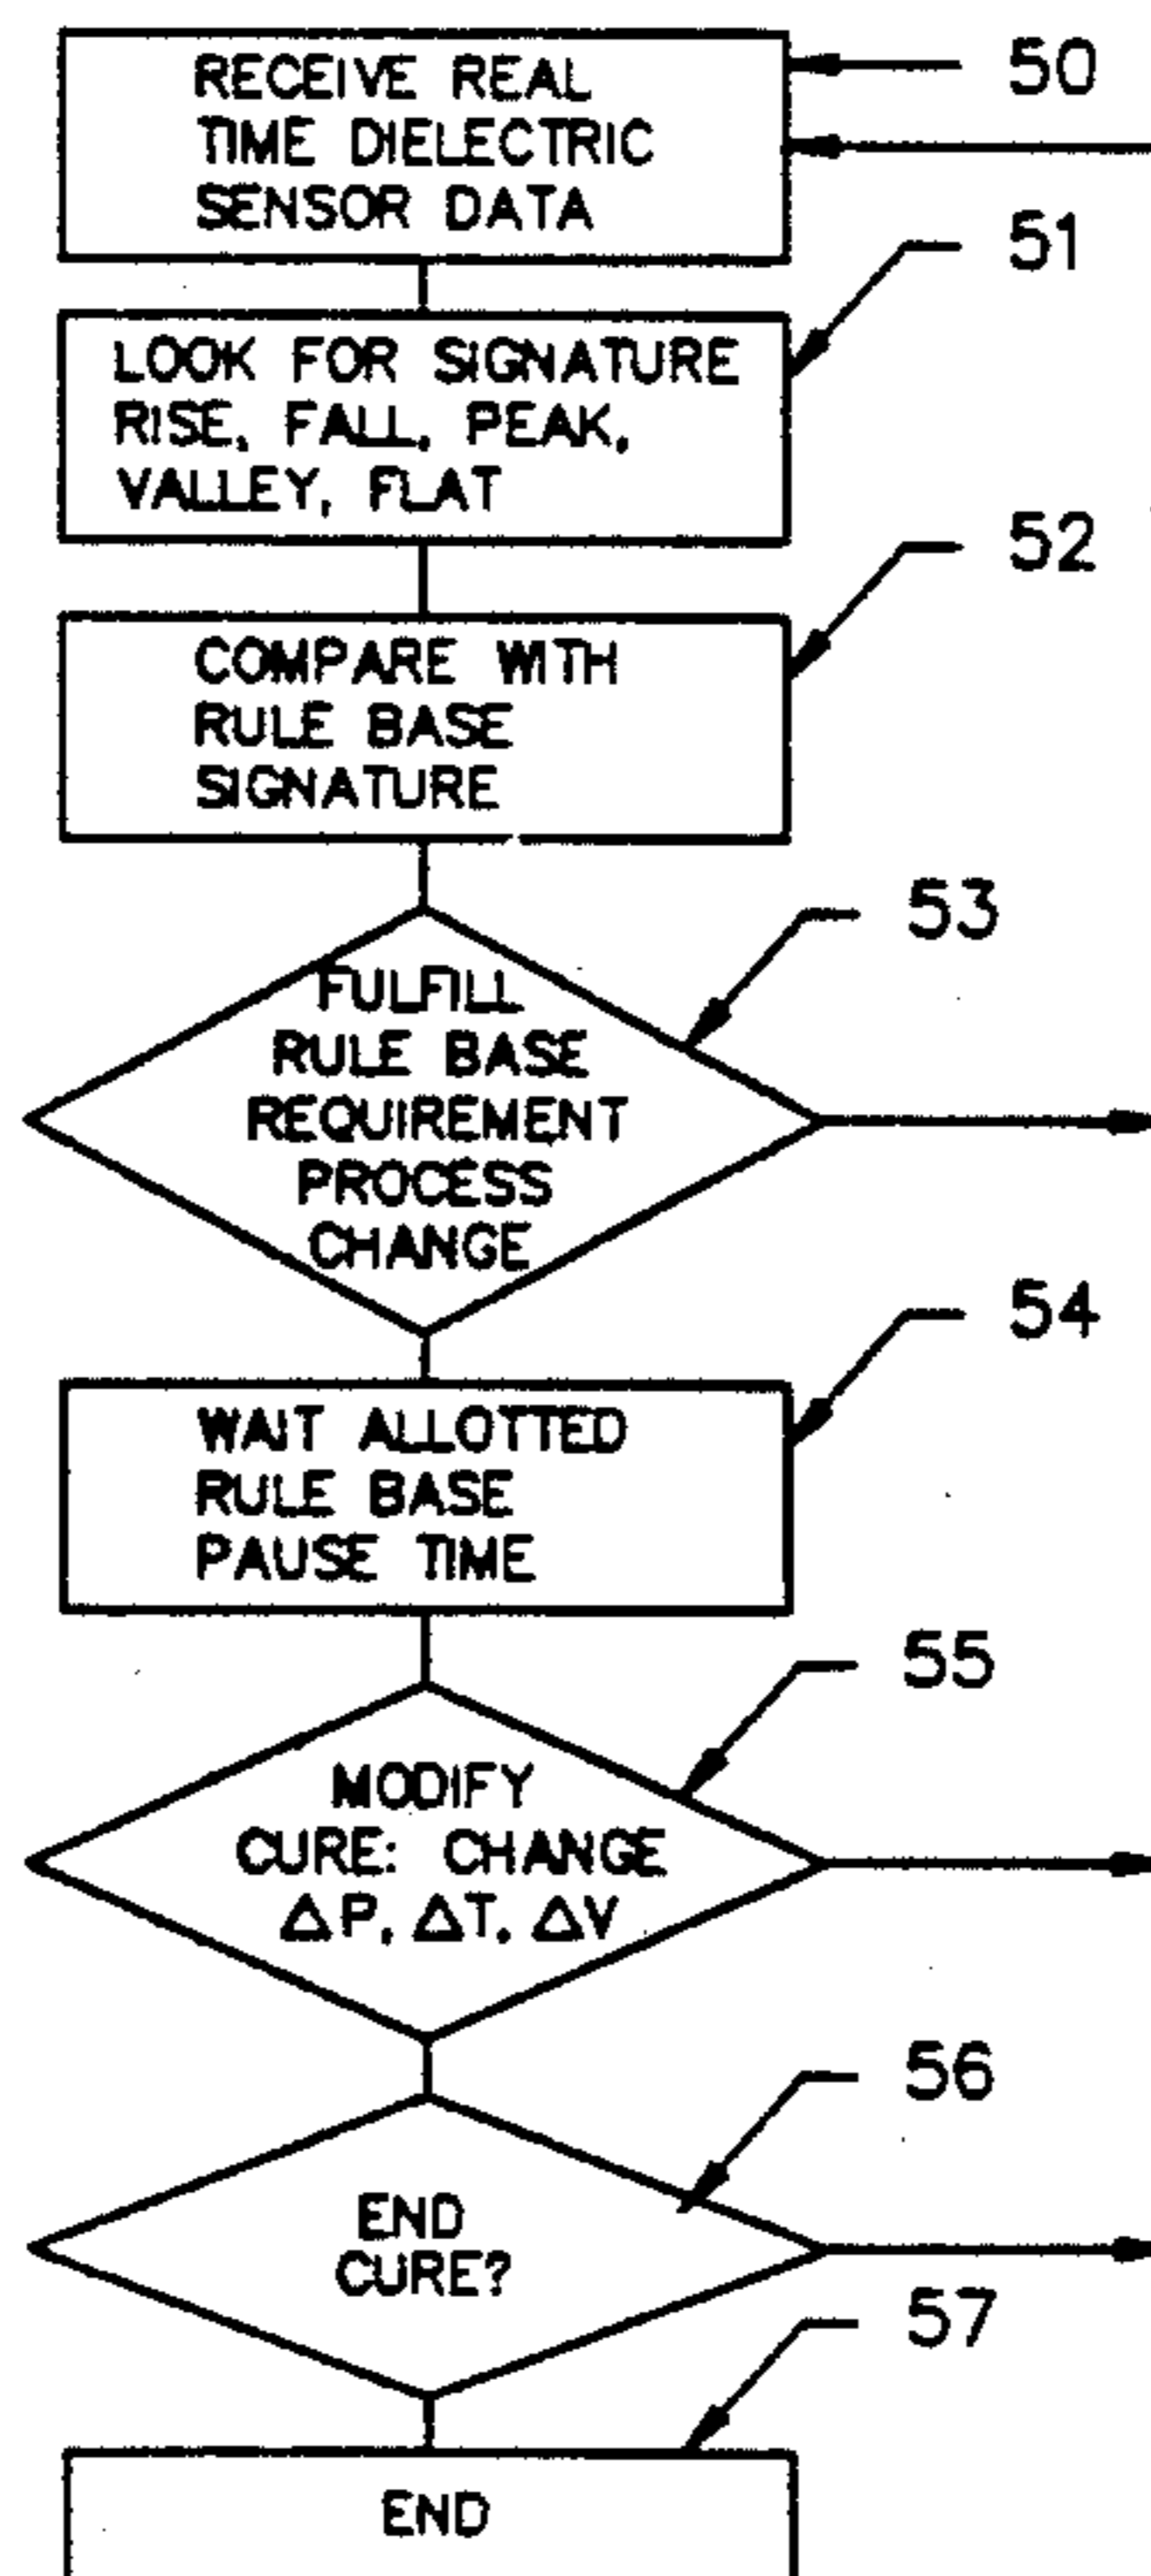 50
RECEIVE REAL
TIME DIELECTRIC
SENSOR DATA
51
LOOK FOR SIGNATURE
RISE, FALL, PEAK,
VALLEY, FLAT
52
COMPARE WITH
RULE BASE
SIGNATURE
53
FULFILL
RULE BASE
REQUIREMENT
PROCESS
CHANGE
54
WAIT ALLOTTED
RULE BASE
PAUSE TIME
55
MODIFY
CURE: CHANGE
ΔP, ΔT, ΔV
56
END
CURE?
57
END